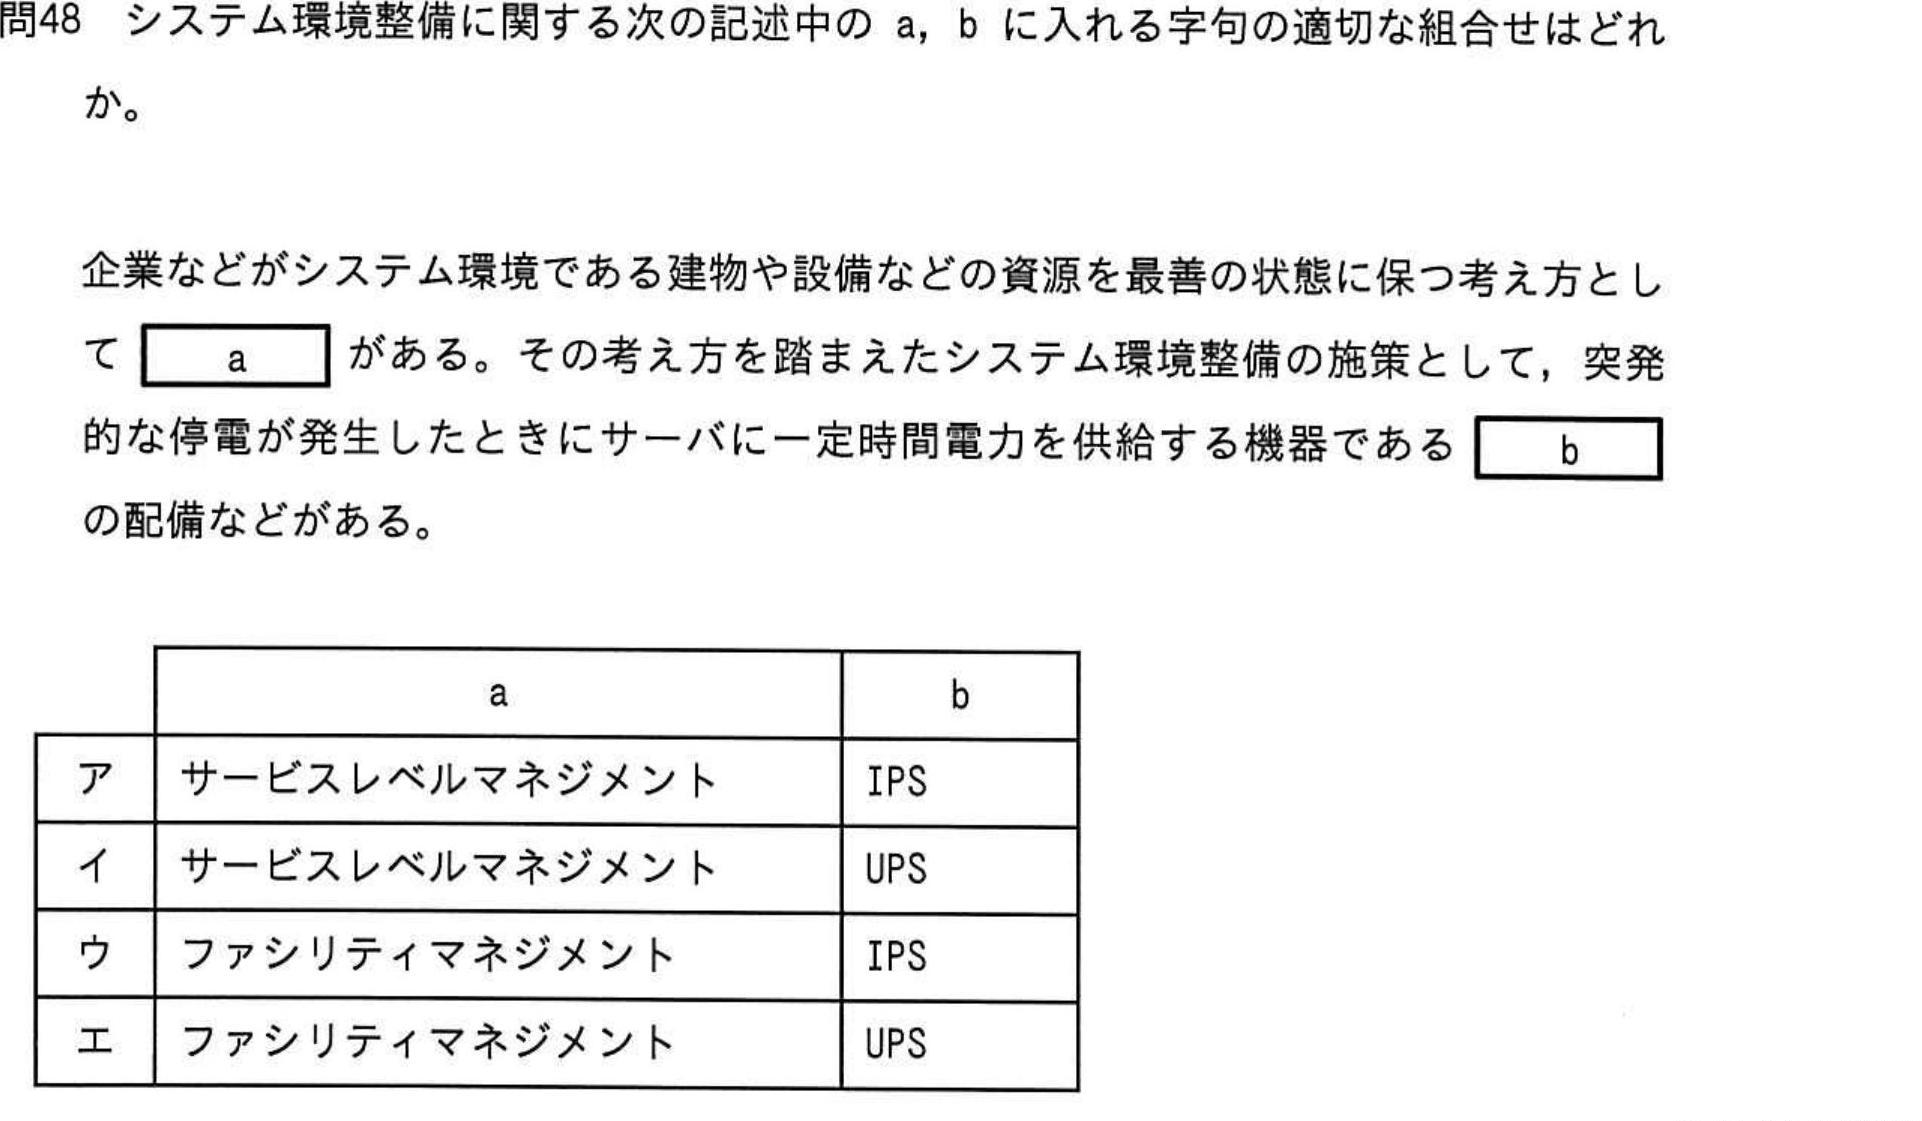 問48 システム環境整備に関する次の記述中の a, b に入れる字句の適切な組合せはどれ
か。
企業などがシステム環境である建物や設備などの資源を最善の状態に保つ考え方とし
て a がある。その考え方を踏まえたシステム環境整備の施策として，突発
的な停電が発生したときにサーバに一定時間電力を供給する機器である b
の配備などがある。
a b
ア サービスレベルマネジメント IPS
イ サービスレベルマネジメント UPS
ウ ファシリティマネジメント IPS
エ ファシリティマネジメント UPS